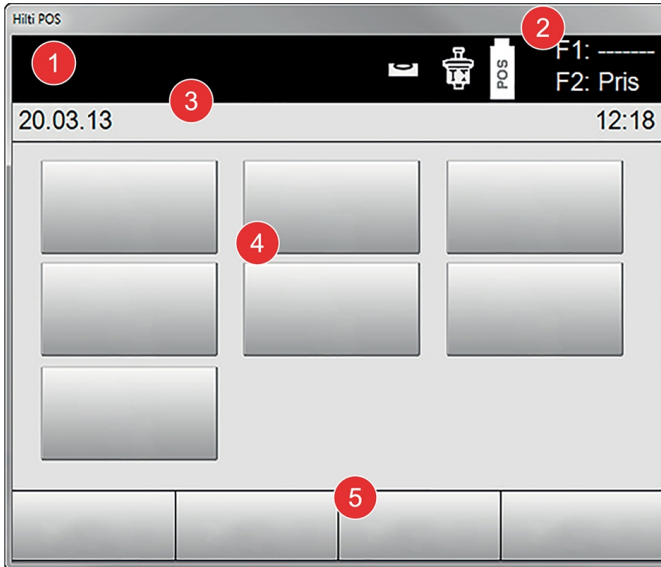 Hilti POS
1
2
F1: -------
POS
F2: Pris
3
20.03.13
12:18
4
5